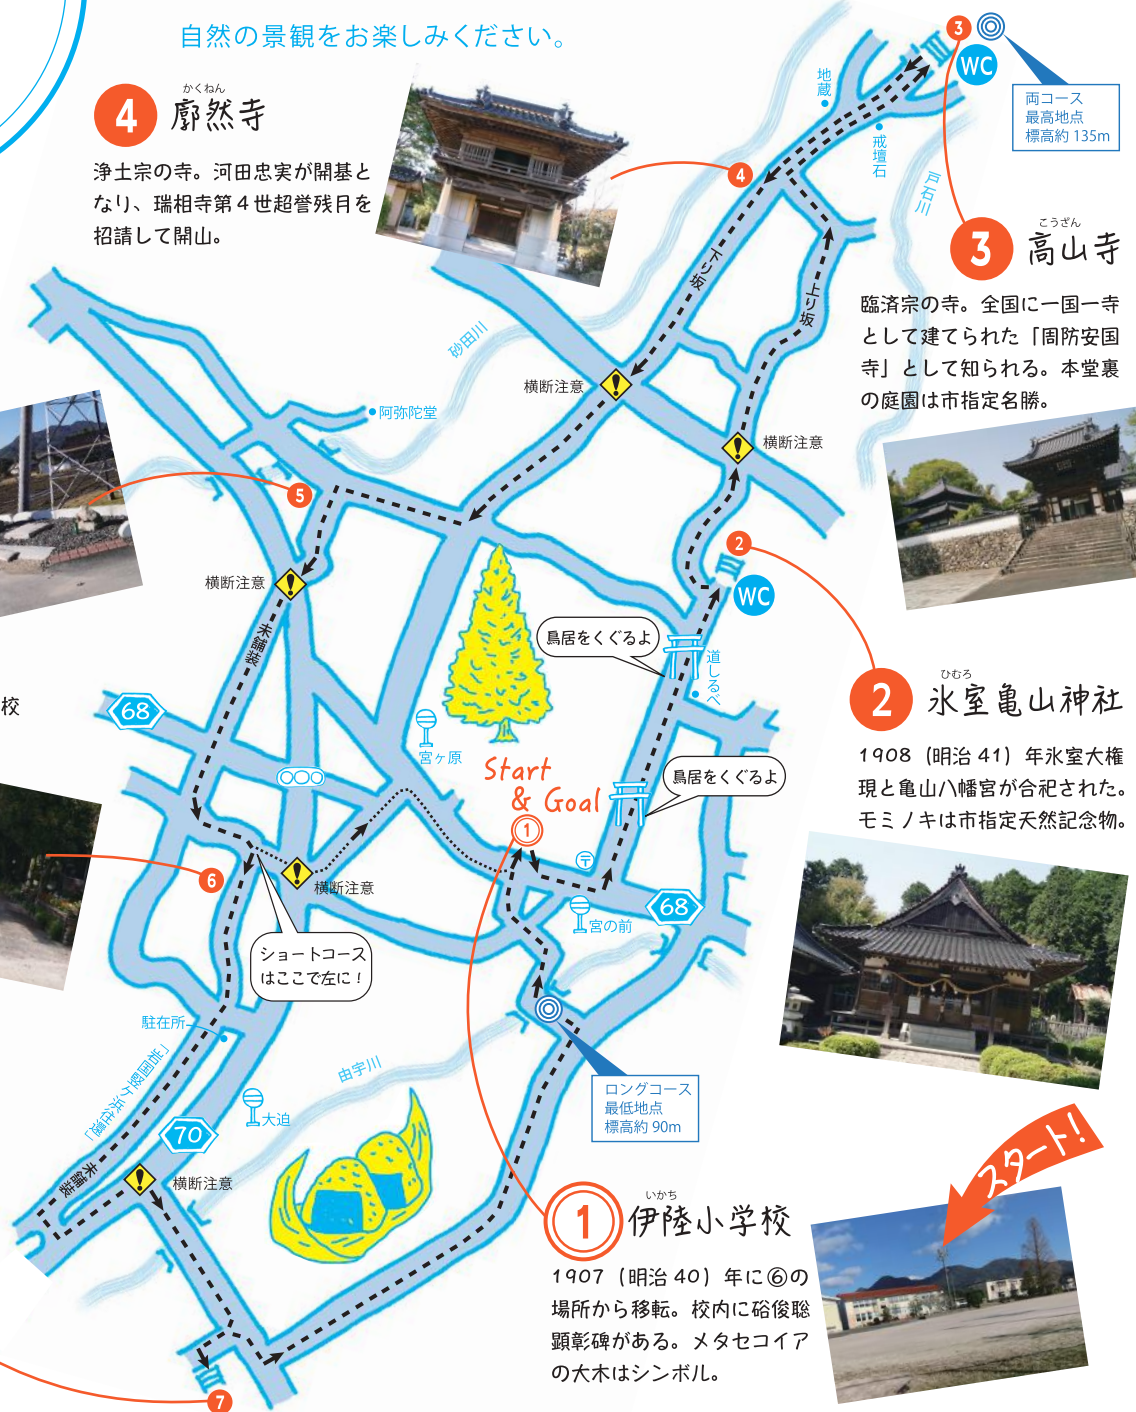 自然の景観をお楽しみください。
4
かくねん
廓然寺
浄土宗の寺。河田忠実が開基と
なり、瑞相寺第４世超誉残月を
招請して開山。
3
WC
両コース
最高地点
標高約 135m
地蔵
戒壇石
戸石川
4
3
こうざん
高山寺
臨済宗の寺。全国に一国一寺
として建てられた「周防安国
寺」として知られる。本堂裏
の庭園は市指定名勝。
下り坂
上り坂
砂田川
横断注意
阿弥陀堂
横断注意
5
横断注意
2
WC
未舗装
鳥居をくぐるよ
道しるべ
校
68
宮ヶ原
Start
& Goal
1
鳥居をくぐるよ
2
ひむろ
氷室亀山神社
1908（明治 41）年氷室大権
現と亀山八幡宮が合祀された。
モミノキは市指定天然記念物。
6
横断注意
〒
68
宮の前
ショートコース
はここで左に！
駐在所
「岩国竪ヶ浜往還」
由宇川
大迫
70
ロングコース
最低地点
標高約 90m
未舗装
横断注意
スタート！
1
いかち
伊陸小学校
1907（明治 40）年に⑥の
場所から移転。校内に硲俊聡
顕彰碑がある。メタセコイア
の大木はシンボル。
7